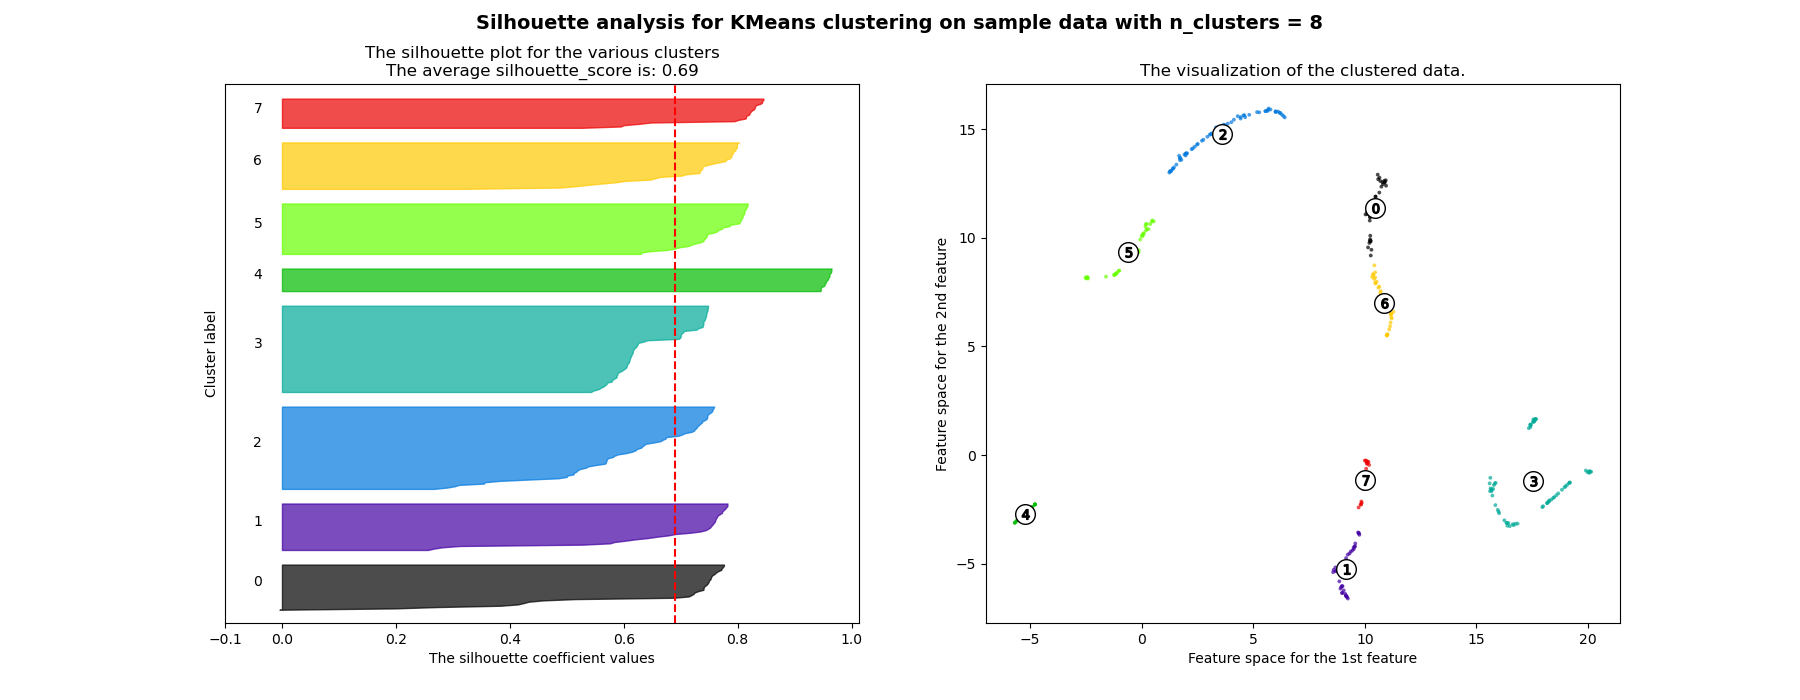 Silhouette analysis for KMeans clustering on sample data with n_clusters = 8
The silhouette plot for the various clusters
The average silhouette_score is: 0.69
7
6
5
4
3
2
1
0
Cluster label
−0.1 0.0 0.2 0.4 0.6 0.8 1.0
The silhouette coefficient values
The visualization of the clustered data.
15
10
5
0
−5
Feature space for the 2nd feature
2
0
5
6
7
3
4
1
−5 0 5 10 15 20
Feature space for the 1st feature